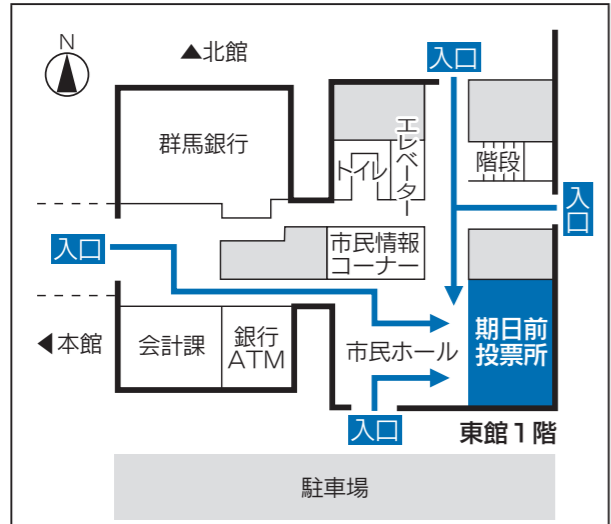 N
▲北館
入口
群馬銀行
エレベーター
トイレ
階段
入口
市民情報
コーナー
入口
◀本館
会計課
銀行
ATM
市民ホール
期日前
投票所
入口
東館1階
駐車場